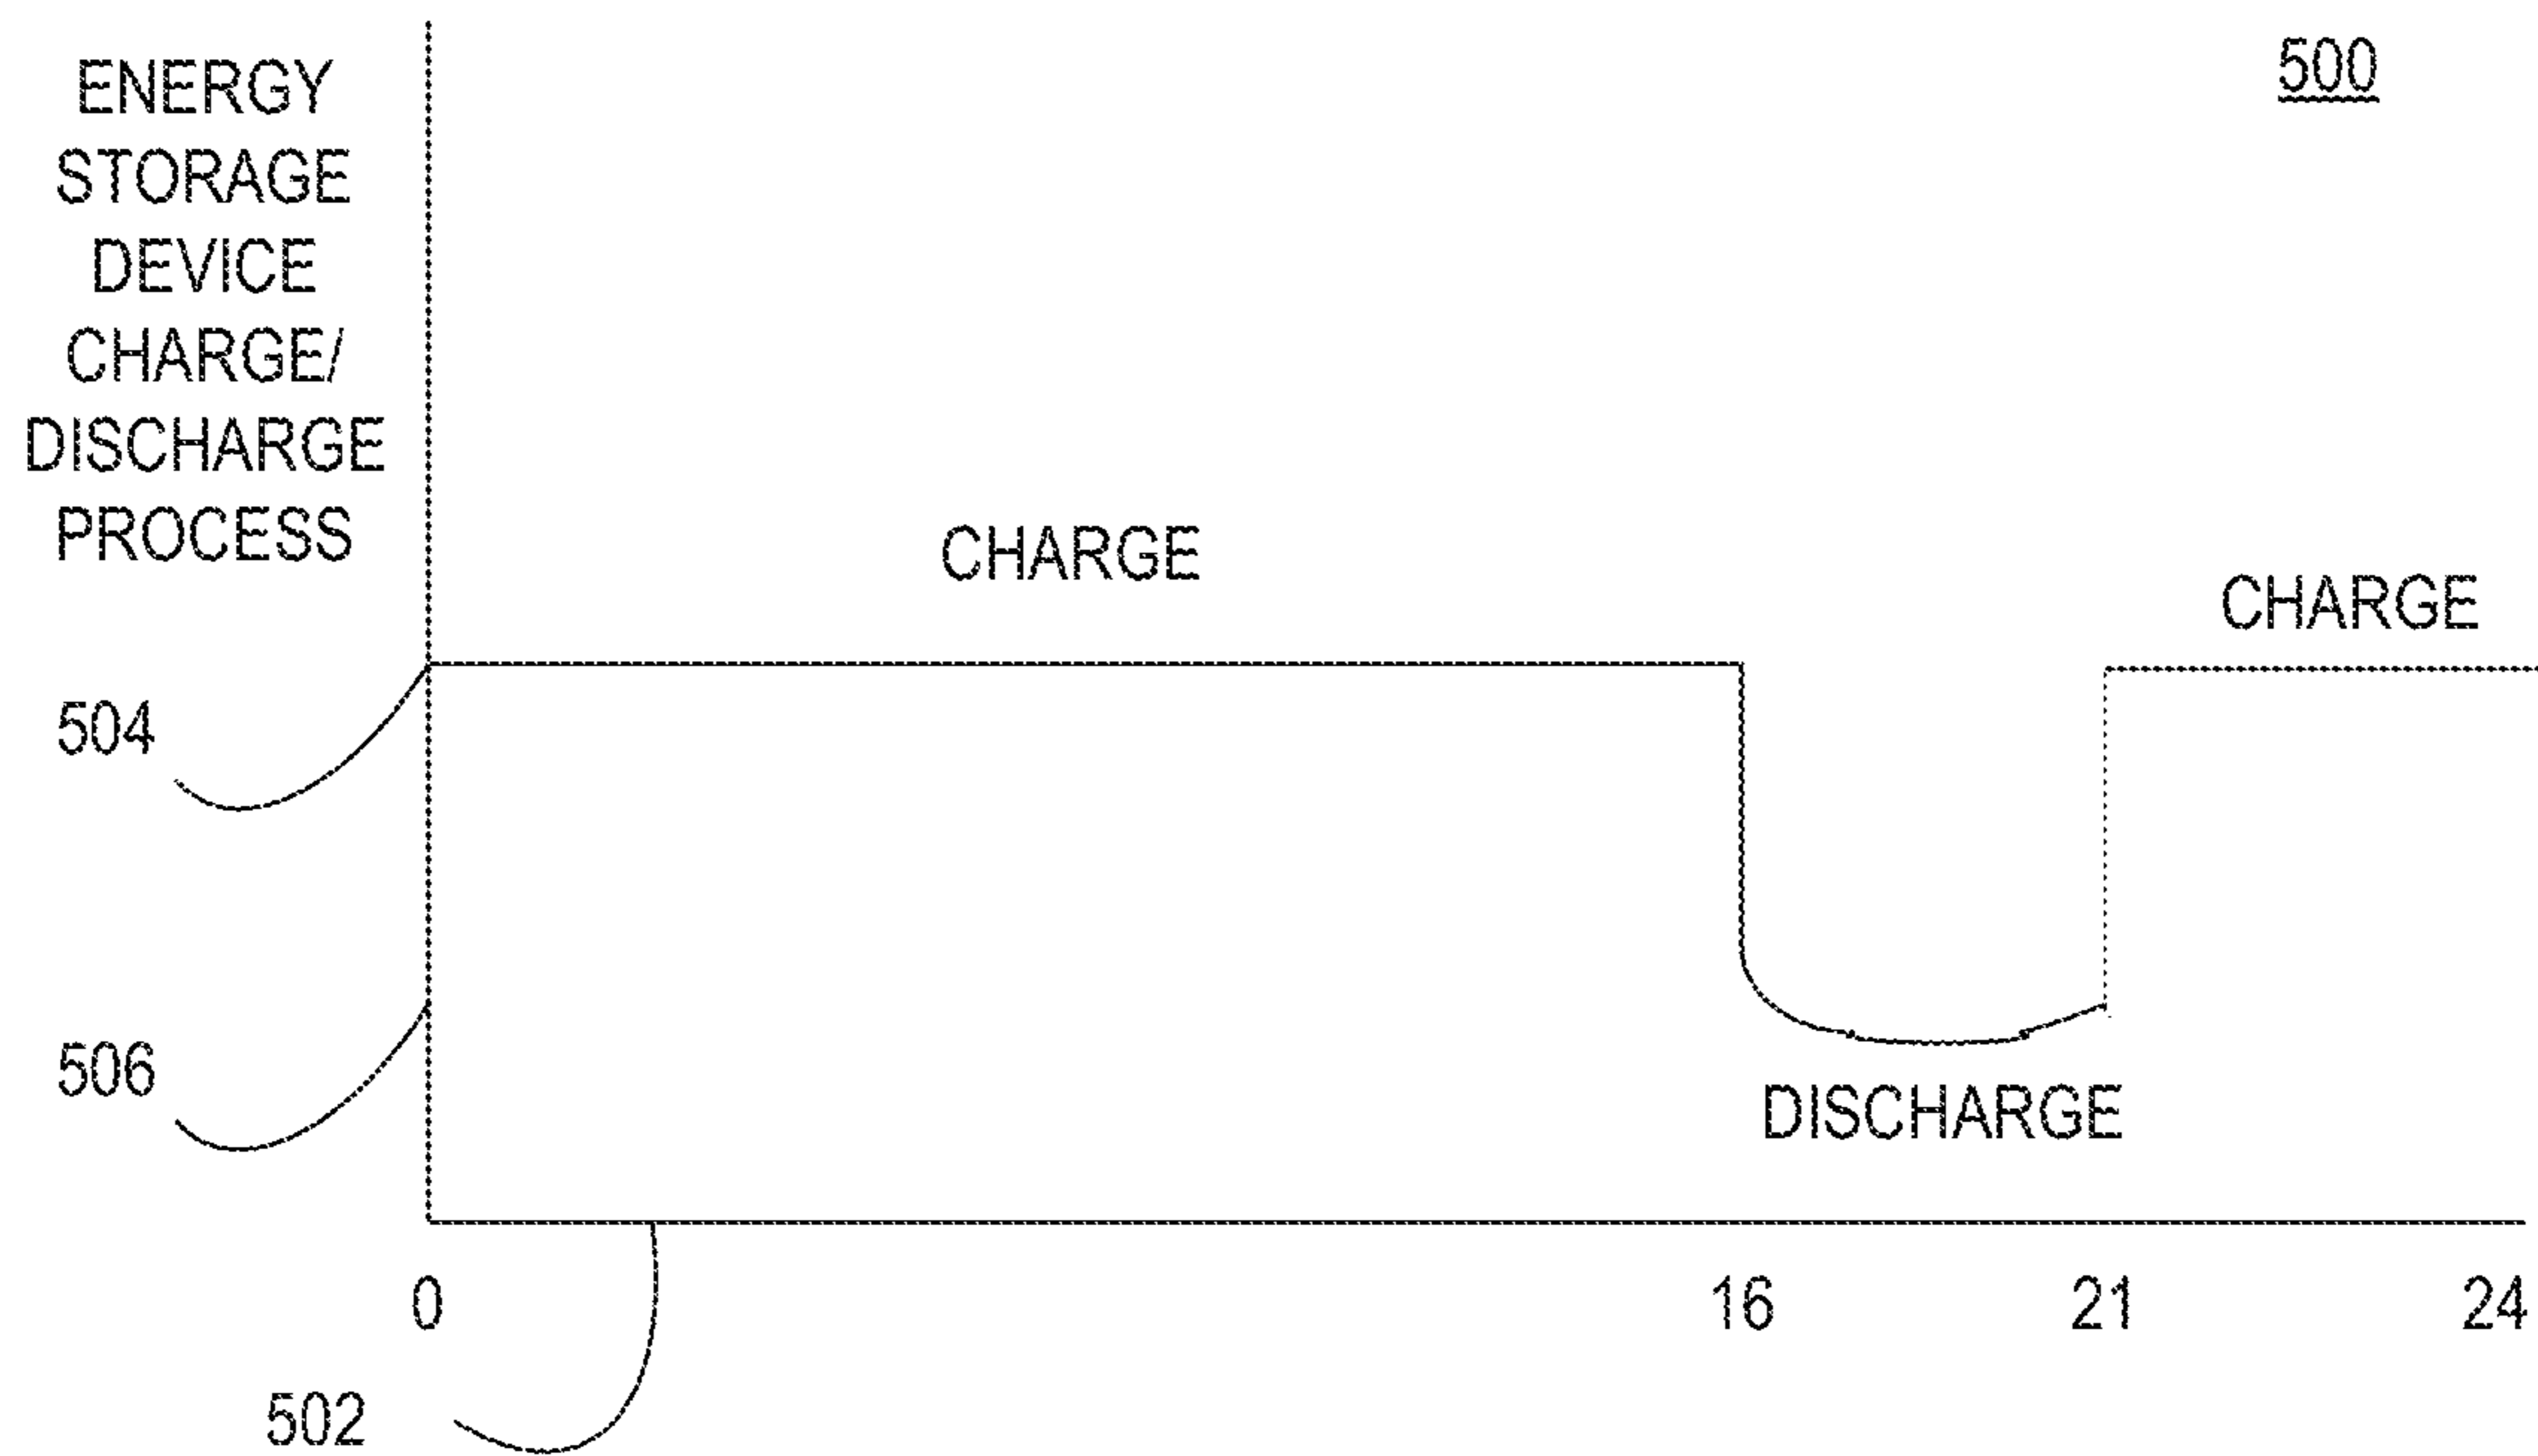 500
ENERGY
STORAGE
DEVICE
CHARGE/
DISCHARGE
PROCESS
CHARGE
CHARGE
504
506
DISCHARGE
0 16 21 24
502